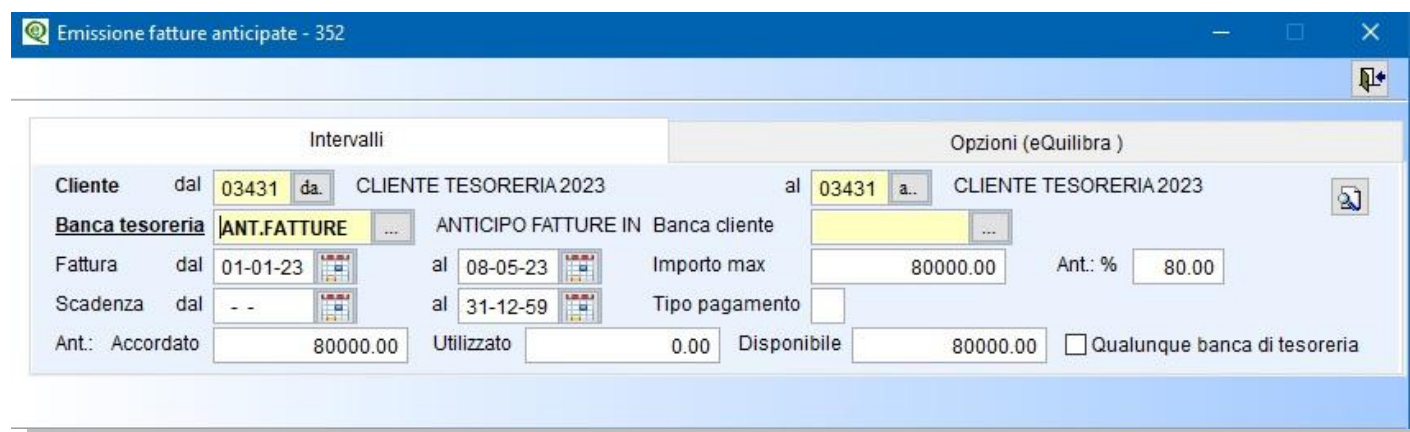 Emissione fatture anticipate - 352
Intervalli Opzioni (eQuilibra )
Cliente dal 03431 da. CLIENTE TESORERIA 2023 al 03431 a.. CLIENTE TESORERIA 2023
Banca tesoreria ANT.FATTURE ... ANTICIPO FATTURE IN Banca cliente ...
Fattura dal 01-01-23 al 08-05-23 Importo max 80000.00 Ant.: % 80.00
Scadenza dal - - al 31-12-59 Tipo pagamento
Ant.: Accordato 80000.00 Utilizzato 0.00 Disponibile 80000.00 Qualunque banca di tesoreria